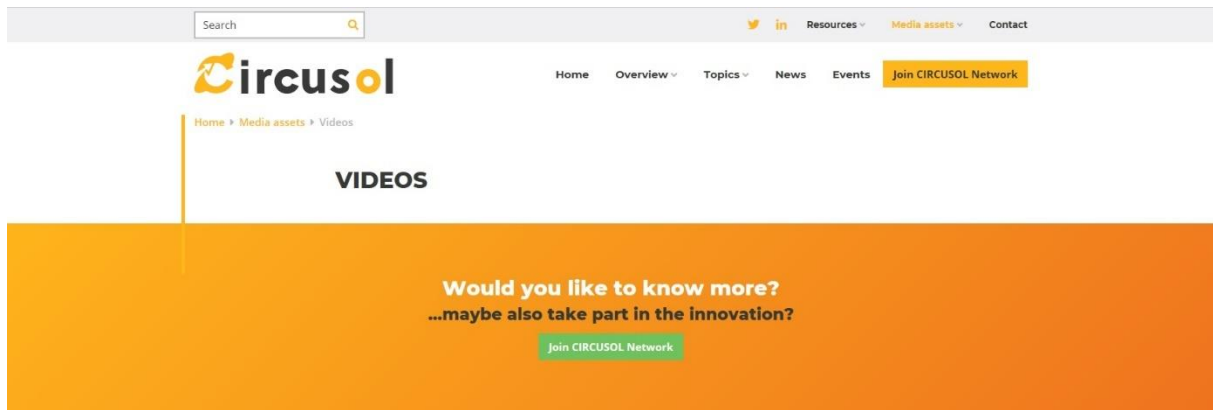 Search
Resources Media assets Contact
Circusol
Home Overview Topics News Events Join CIRCUSOL Network
Home Media assets Videos
VIDEOS
Would you like to know more?
...maybe also take part in the innovation?
Join CIRCUSOL Network